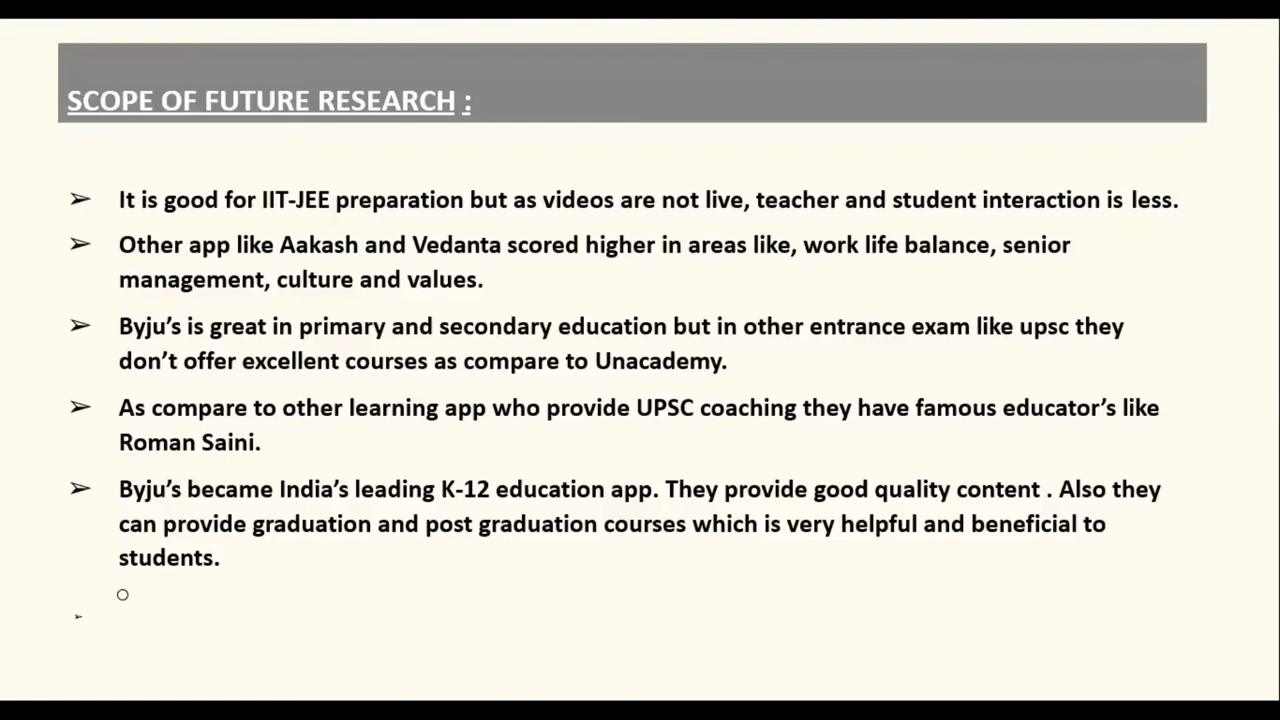 SCOPE OF FUTURE RESEARCH :
➢ It is good for IIT-JEE preparation but as videos are not live, teacher and student interaction is less.
➢ Other app like Aakash and Vedanta scored higher in areas like, work life balance, senior
management, culture and values.
➢ Byju’s is great in primary and secondary education but in other entrance exam like upsc they
don’t offer excellent courses as compare to Unacademy.
➢ As compare to other learning app who provide UPSC coaching they have famous educator’s like
Roman Saini.
➢ Byju’s became India’s leading K-12 education app. They provide good quality content . Also they
can provide graduation and post graduation courses which is very helpful and beneficial to
students.